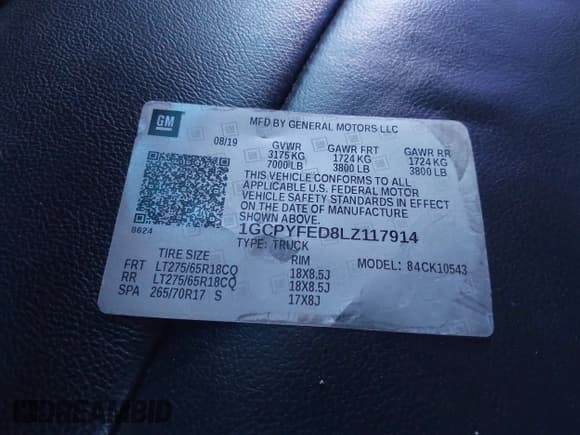 GM
MFD BY GENERAL MOTORS LLC
08/19
GVWR GAWR FRT GAWR RR
3175 KG 1724 KG 1724 KG
7000 LB 3800 LB 3800 LB
THIS VEHICLE CONFORMS TO ALL
APPLICABLE U.S. FEDERAL MOTOR
VEHICLE SAFETY STANDARDS IN EFFECT
ON THE DATE OF MANUFACTURE
SHOWN ABOVE.
8624
1GCPYFED8LZ117914
TYPE: TRUCK
MODEL: 84CK10543
TIRE SIZE RIM
FRT LT275/65R18CQ 18X8.5J
RR LT275/65R18CQ 18X8.5J
SPA 265/70R17 S 17X8J
DREAMBID